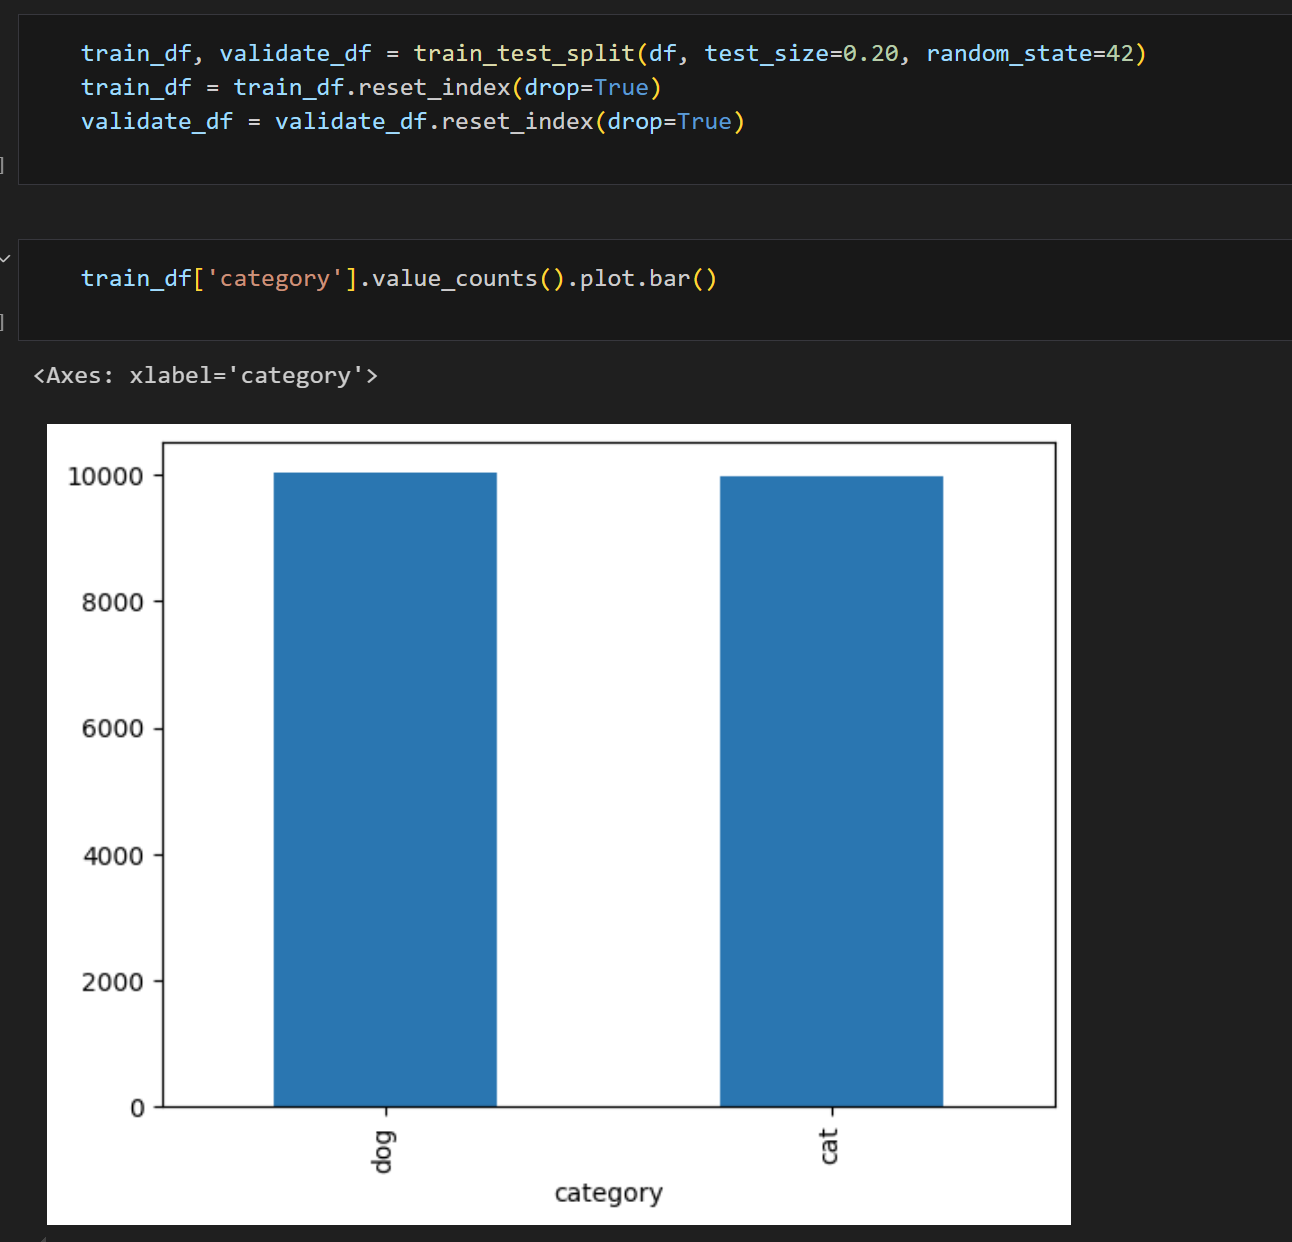 train_df, validate_df = train_test_split(df, test_size=0.20, random_state=42)
train_df = train_df.reset_index(drop=True)
validate_df = validate_df.reset_index(drop=True)
]
train_df['category'].value_counts().plot.bar()
]
<Axes: xlabel='category'>
10000
8000
6000
4000
2000
0
dog
cat
category